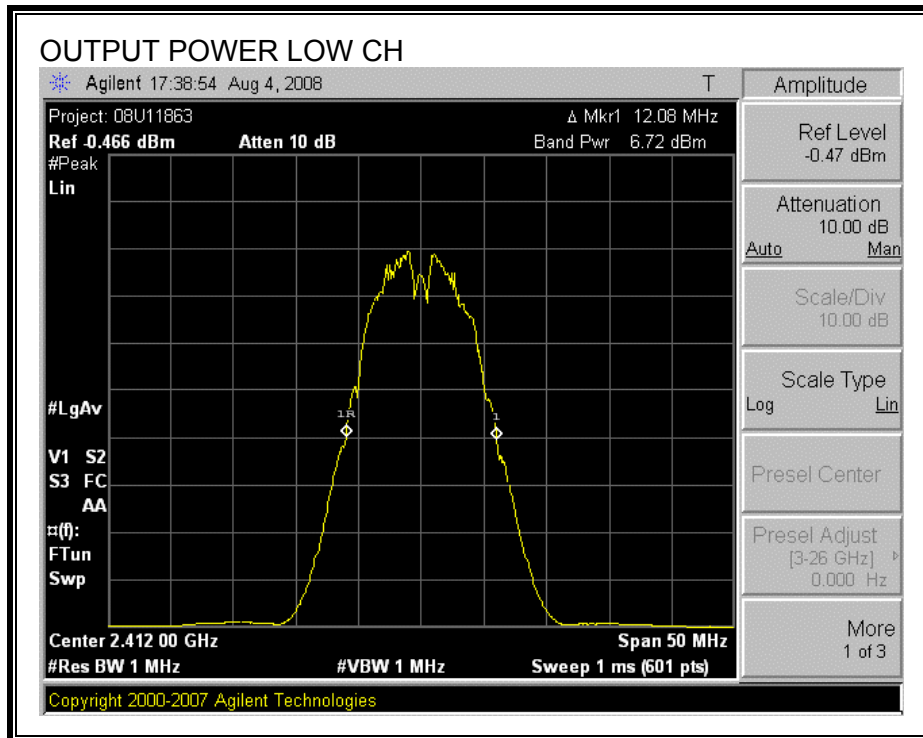 OUTPUT POWER LOW CH
Agilent 17:38:54 Aug 4, 2008 T
Project: 08U11863 Δ Mkr1 12.08 MHz
Ref -0.466 dBm Atten 10 dB Band Pwr 6.72 dBm
#Peak
Lin
1R 1
#LgAv
V1 S2
S3 FC
AA
¤(f):
FTun
Swp
Center 2.412 00 GHz Span 50 MHz
#Res BW 1 MHz #VBW 1 MHz Sweep 1 ms (601 pts)
Copyright 2000-2007 Agilent Technologies
Amplitude
Ref Level
-0.47 dBm
Attenuation
10.00 dB
Auto Man
Scale/Div
10.00 dB
Scale Type
Log Lin
Presel Center
Presel Adjust
[3-26 GHz]
0.000 Hz
More
1 of 3